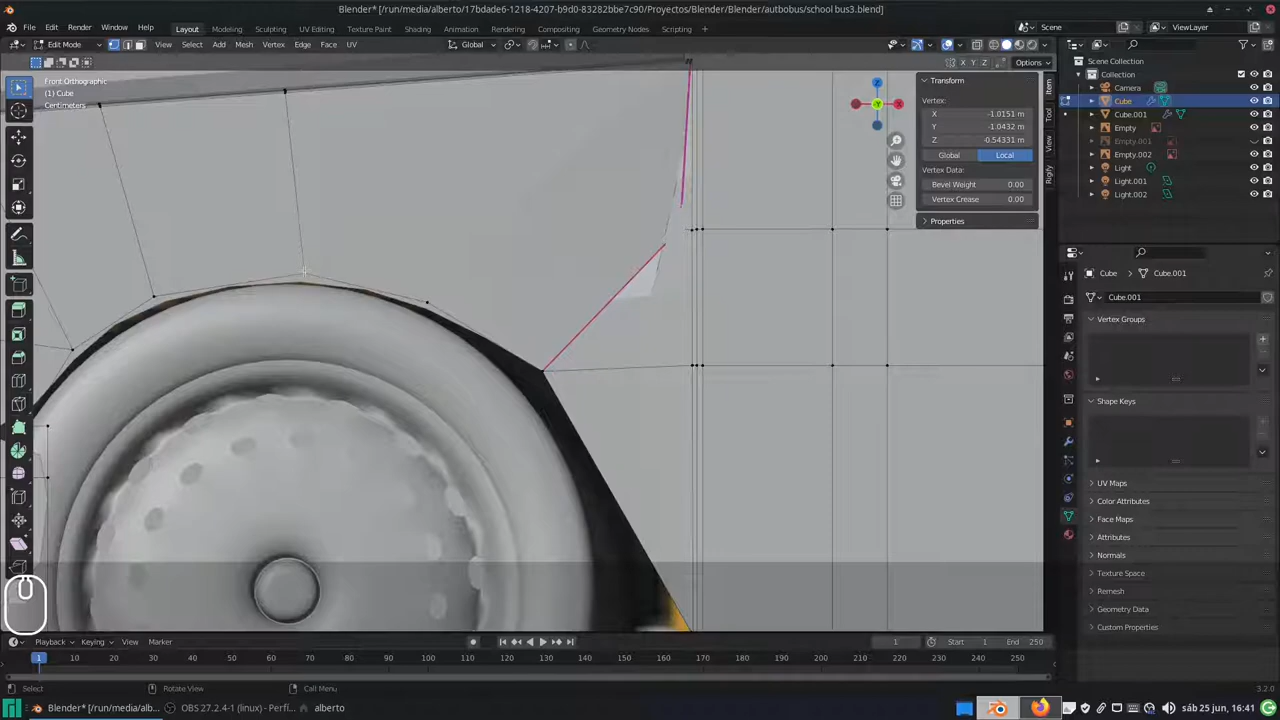 Blender* [/run/media/alberto/17bdade6-1218-4207-b9d0-83282bbe7c90/Proyectos/Blender/Blender/autbobus/school bus3.blend]
File Edit Render Window Help Layout Modeling Sculpting UV Editing Texture Paint Shading Animation Rendering Compositing Geometry Nodes Scripting Scene ViewLayer
Edit Mode View Select Add Mesh Vertex Edge Face UV Global
X Y Z Options
Front Orthographic
(1) Cube
Centimeters
Transform
Vertex:
X -1.0151 m
Y -1.0432 m
Z -0.54331 m
Global Local
Vertex Data:
Bevel Weight 0.00
Vertex Crease 0.00
Properties
Item
Tool
View
Rigify
Scene Collection
Collection
Camera
Cube
Cube.001
Empty
Empty.001
Empty.002
Light
Light.001
Light.002
Cube Cube.001
Cube.001
Vertex Groups
Shape Keys
UV Maps
Color Attributes
Face Maps
Attributes
Normals
Texture Space
Remesh
Geometry Data
Custom Properties
Playback Keying View Marker 1 Start 1 End 250
1 10 20 30 40 50 60 70 80 90 100 110 120 130 140 150 160 170 180 190 200 210 220 230 240 250
Select Rotate View Call Menu 3.2.0
Blender* [/run/media/alb... OBS 27.2.4-1 (linux) - Perfi... alberto sáb 25 jun, 16:41